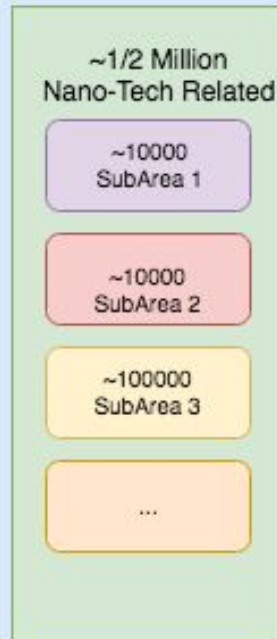 ~1/2 Million
Nano-Tech Related
~10000
SubArea 1
~10000
SubArea 2
~100000
SubArea 3
...